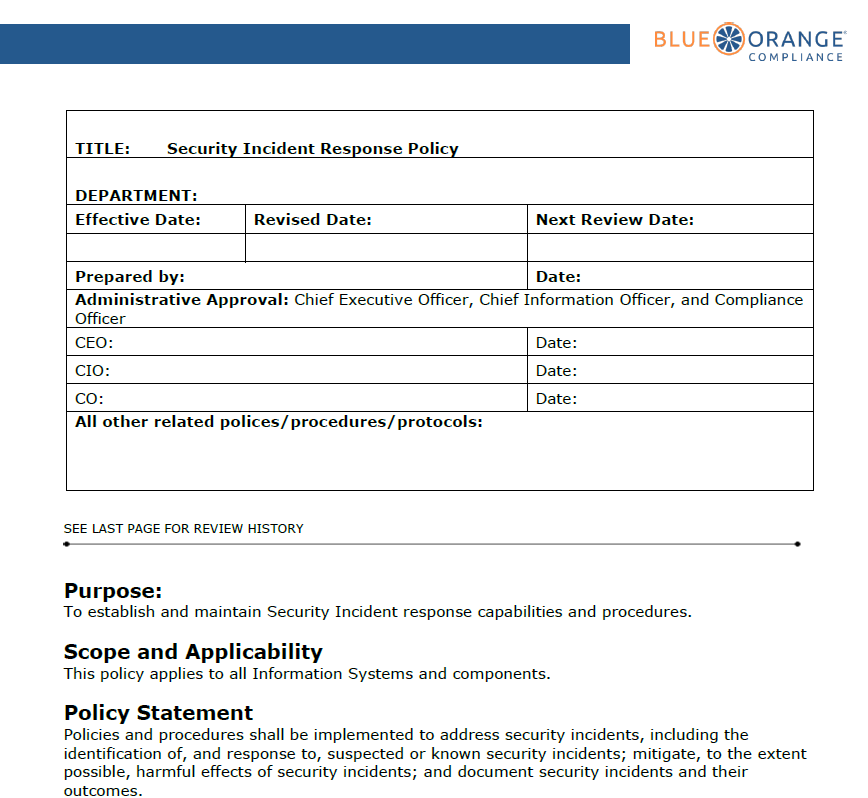 BLUE ORANGE
COMPLIANCE
TITLE: Security Incident Response Policy
DEPARTMENT:
Effective Date: Revised Date: Next Review Date:
Prepared by: Date:
Administrative Approval: Chief Executive Officer, Chief Information Officer, and Compliance
Officer
CEO: Date:
CIO: Date:
CO: Date:
All other related polices/procedures/protocols:
SEE LAST PAGE FOR REVIEW HISTORY
Purpose:
To establish and maintain Security Incident response capabilities and procedures.
Scope and Applicability
This policy applies to all Information Systems and components.
Policy Statement
Policies and procedures shall be implemented to address security incidents, including the
identification of, and response to, suspected or known security incidents; mitigate, to the extent
possible, harmful effects of security incidents; and document security incidents and their
outcomes.